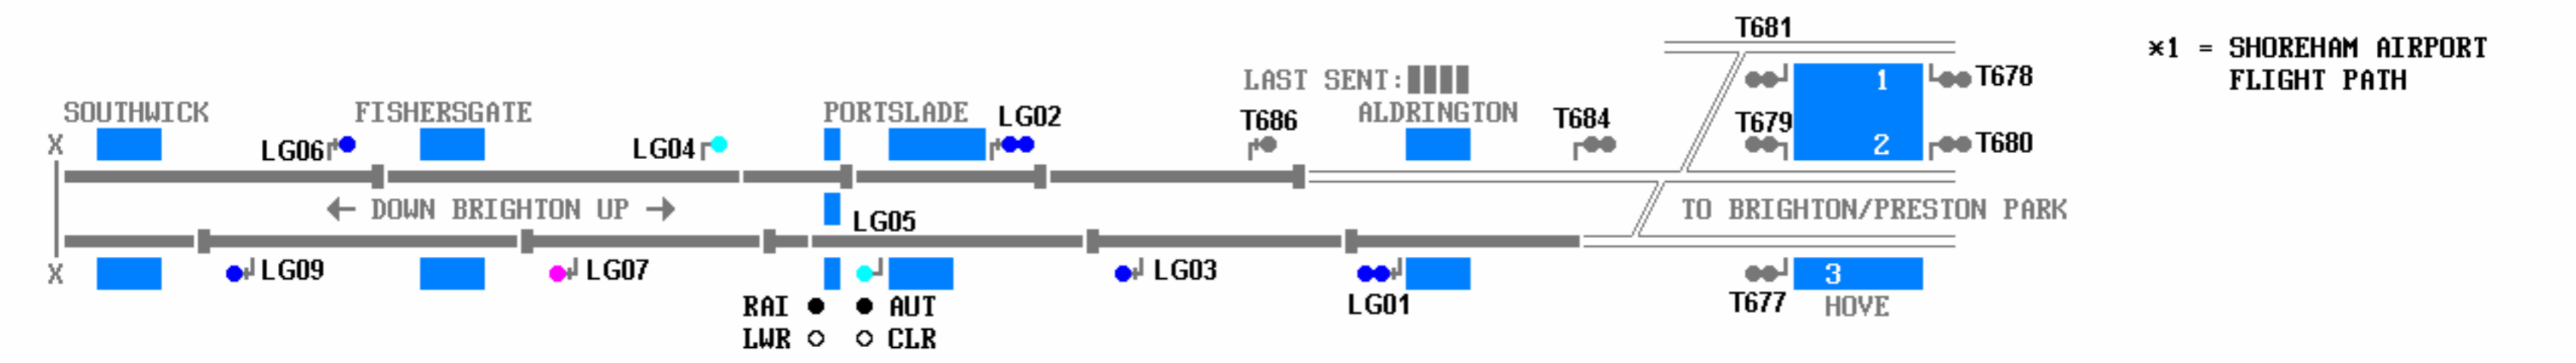 T681
*1 = SHOREHAM AIRPORT
FLIGHT PATH
LAST SENT:
1
T678
SOUTHWICK
FISHERSGATE
PORTSLADE
LG02
T686
ALDRINGTON
T684
T679
2
T680
X
LG06
LG04
← DOWN BRIGHTON UP →
LG05
TO BRIGHTON/PRESTON PARK
X
LG09
LG07
LG03
3
LG01
T677
HOVE
RAI
AUT
LWR
CLR